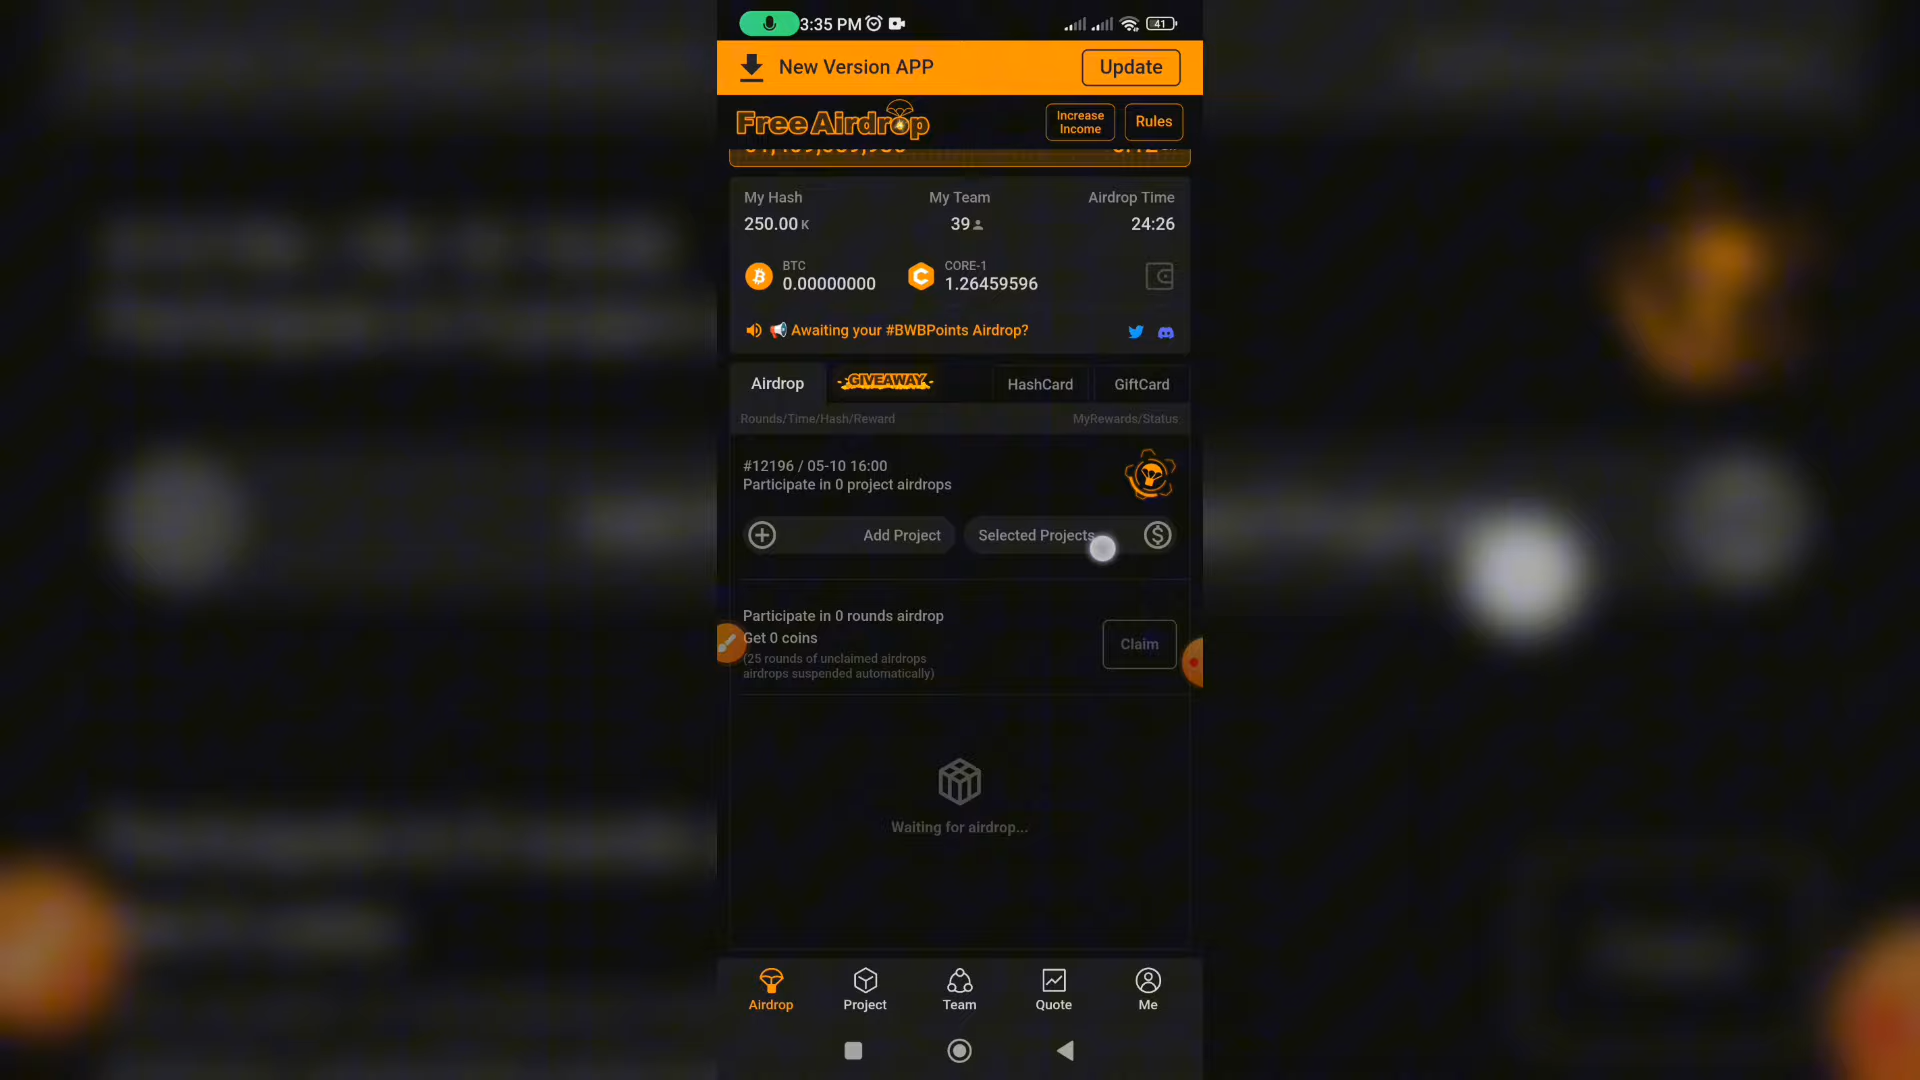 3:35 PM 41
New Version APP Update
Free Airdrop Increase Income Rules
My Hash My Team Airdrop Time
250.00 K 39 24:26
BTC CORE-1
0.00000000 1.26459596
Awaiting your #BWBPoints Airdrop?
Airdrop GIVEAWAY HashCard GiftCard
Rounds/Time/Hash/Reward MyRewards/Status
#12196 / 05-10 16:00
Participate in 0 project airdrops
Add Project Selected Projects
Participate in 0 rounds airdrop
Get 0 coins Claim
(25 rounds of unclaimed airdrops
airdrops suspended automatically)
Waiting for airdrop...
Airdrop Project Team Quote Me